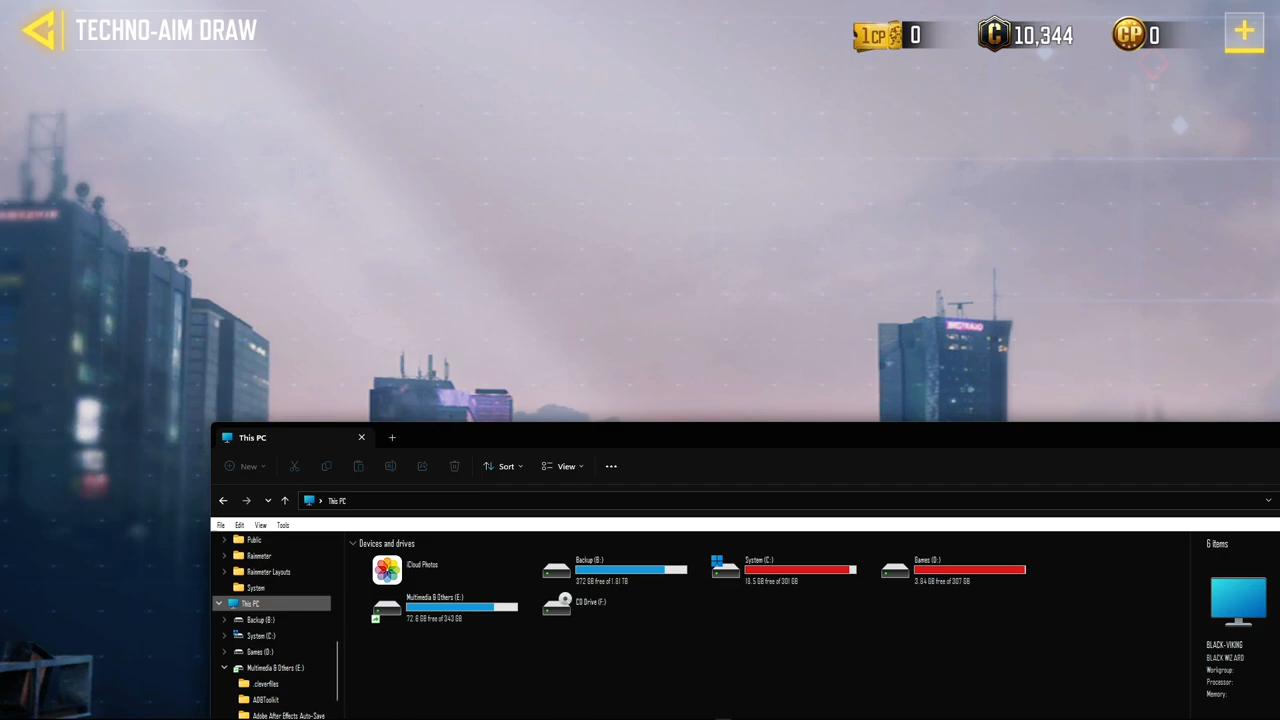 TECHNO-AIM DRAW
1CP 0
C 10,344
CP 0
+
This PC
New
Sort
View
This PC
File Edit View Tools
Public
Rainmeter
Rainmeter Layouts
System
This PC
Backup (B:)
System (C:)
Games (D:)
Multimedia & Others (E:)
.cleverfiles
ADBToolkit
Adobe After Effects Auto-Save
Devices and drives
iCloud Photos
Backup (B:)
372 GB free of 1.81 TB
System (C:)
18.5 GB free of 301 GB
Games (D:)
3.84 GB free of 307 GB
Multimedia & Others (E:)
72.6 GB free of 343 GB
CD Drive (F:)
6 items
BLACK-VIKING
BLACK WIZARD
Workgroup:
Processor:
Memory: